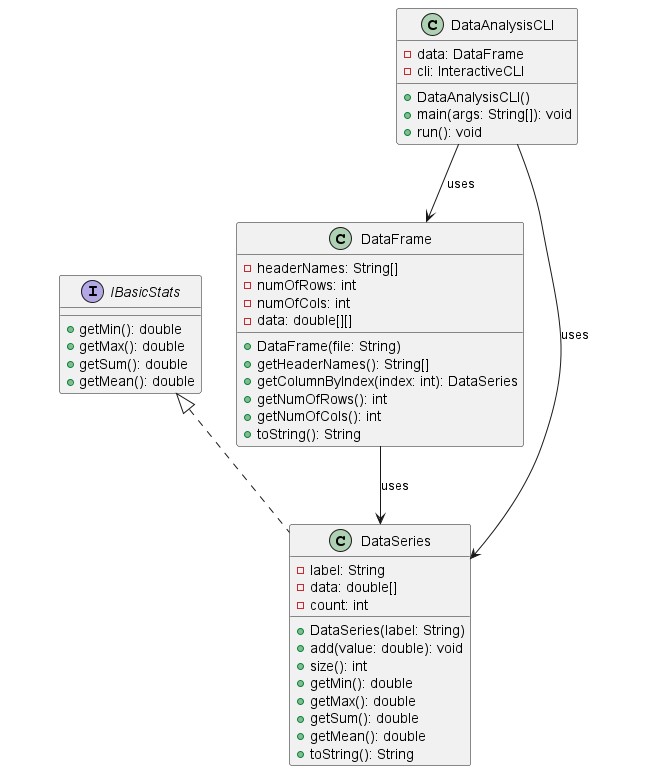 C DataAnalysisCLI
data: DataFrame
cli: InteractiveCLI
DataAnalysisCLI()
main(args: String[]): void
run(): void
uses
uses
C DataFrame
headerNames: String[]
numOfRows: int
numOfCols: int
data: double[][]
DataFrame(file: String)
getHeaderNames(): String[]
getColumnByIndex(index: int): DataSeries
getNumOfRows(): int
getNumOfCols(): int
toString(): String
I IBasicStats
getMin(): double
getMax(): double
getSum(): double
getMean(): double
uses
C DataSeries
label: String
data: double[]
count: int
DataSeries(label: String)
add(value: double): void
size(): int
getMin(): double
getMax(): double
getSum(): double
getMean(): double
toString(): String